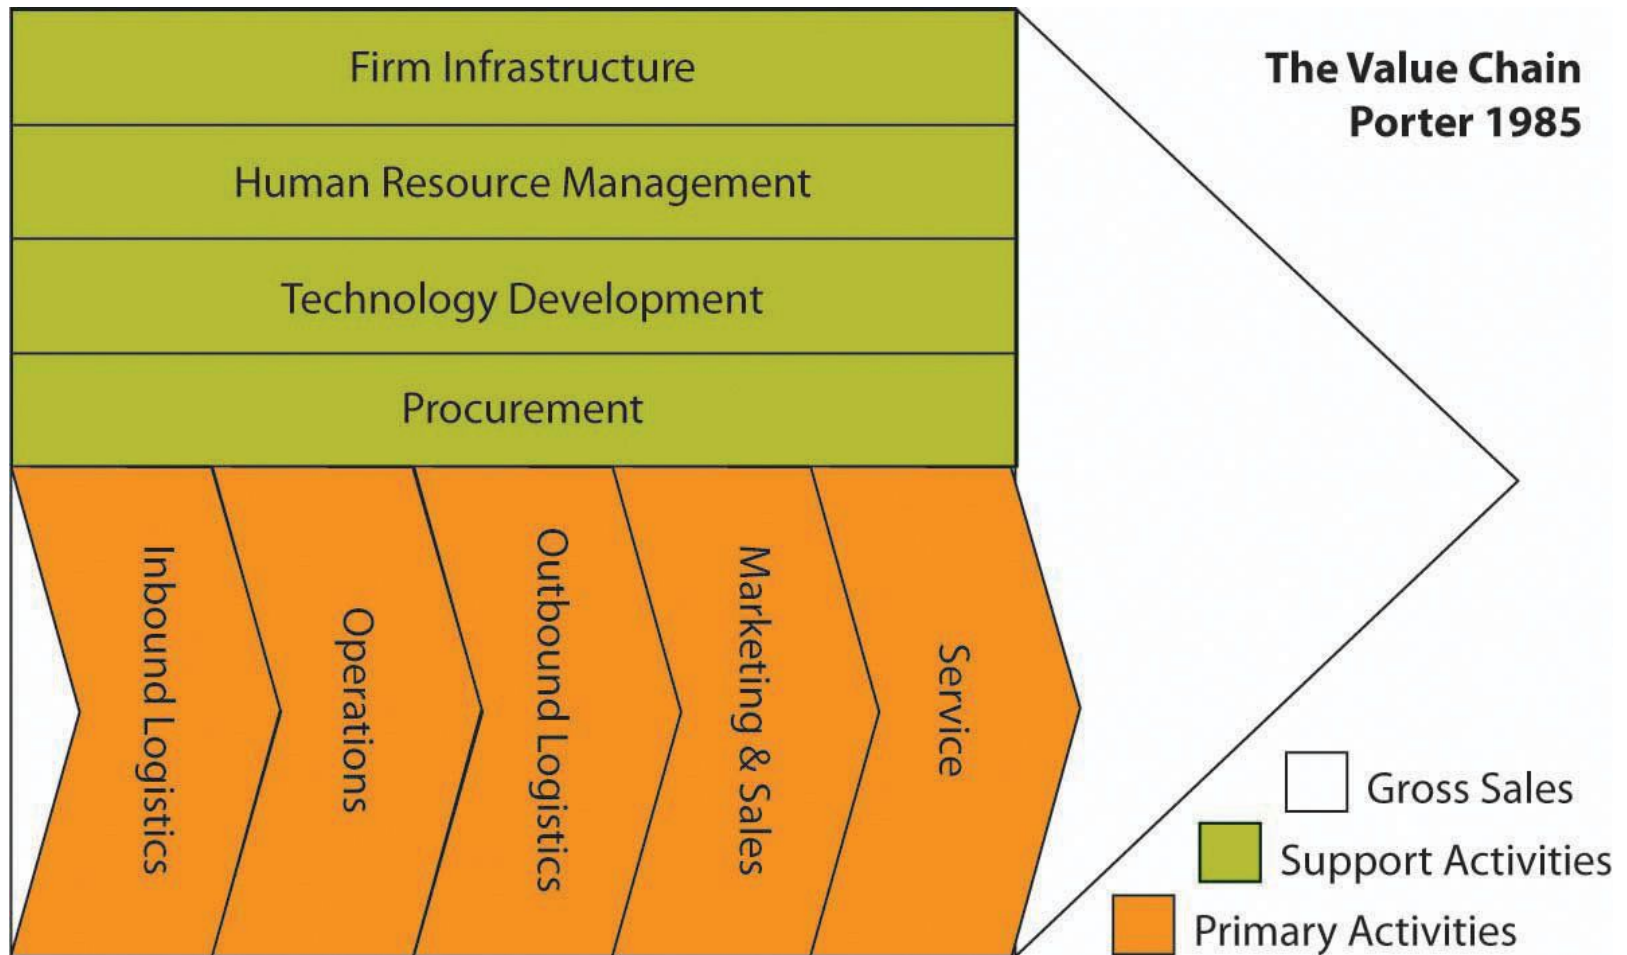 Firm Infrastructure
Human Resource Management
Technology Development
Procurement
Inbound Logistics
Operations
Outbound Logistics
Marketing & Sales
Service
The Value Chain
Porter 1985
Gross Sales
Support Activities
Primary Activities